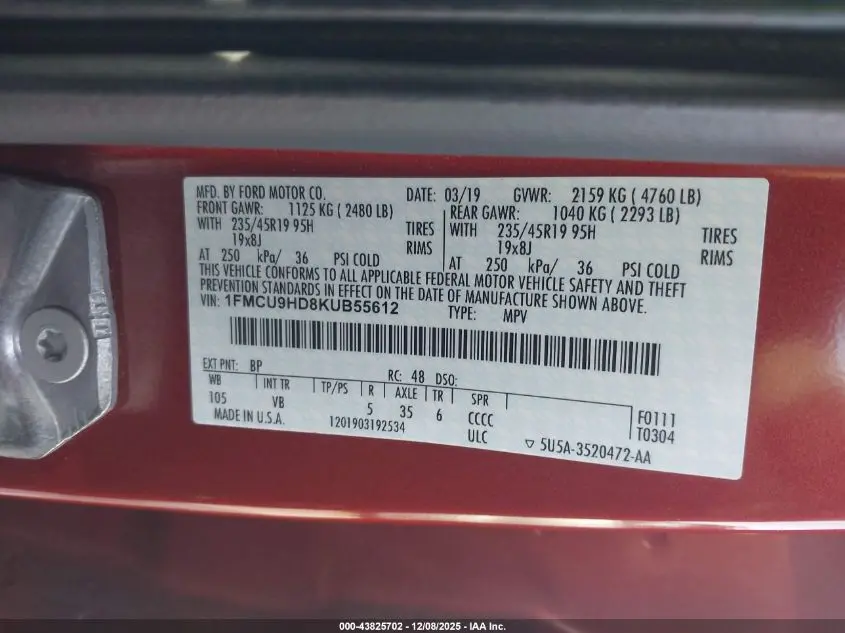 MFD. BY FORD MOTOR CO. DATE: 03/19 GVWR: 2159 KG ( 4760 LB)
FRONT GAWR: 1125 KG ( 2480 LB) REAR GAWR: 1040 KG ( 2293 LB)
WITH 235/45R19 95H TIRES WITH 235/45R19 95H TIRES
19x8J RIMS 19x8J RIMS
AT 250 kPa/ 36 PSI COLD AT 250 kPa/ 36 PSI COLD
THIS VEHICLE CONFORMS TO ALL APPLICABLE FEDERAL MOTOR VEHICLE SAFETY AND THEFT
PREVENTION STANDARDS IN EFFECT ON THE DATE OF MANUFACTURE SHOWN ABOVE.
VIN: 1FMCU9HD8KUB55612 TYPE: MPV
EXT PNT: BP RC: 48 DSO:
WB INT TR TP/PS R AXLE TR SPR F0111
105 VB 5 35 6 CCCC T0304
MADE IN U.S.A. 1201903192534 ULC ▽ 5U5A-3520472-AA
000-43825702 - 12/08/2025 - IAA Inc.